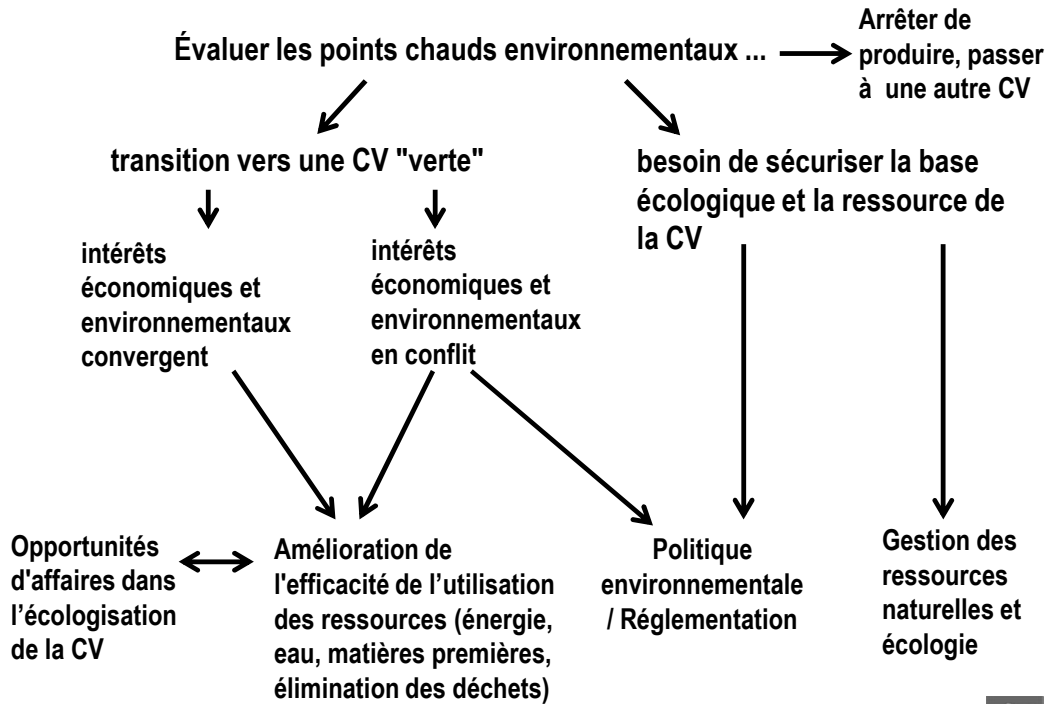 Évaluer les points chauds environnementaux ...
Arrêter de
produire, passer
à une autre CV
transition vers une CV "verte"
besoin de sécuriser la base
écologique et la ressource de
la CV
intérêts
économiques et
environnementaux
convergent
intérêts
économiques et
environnementaux
en conflit
Opportunités
d'affaires dans
l’écologisation
de la CV
Amélioration de
l'efficacité de l’utilisation
des ressources (énergie,
eau, matières premières,
élimination des déchets)
Politique
environnementale
/ Réglementation
Gestion des
ressources
naturelles et
écologie